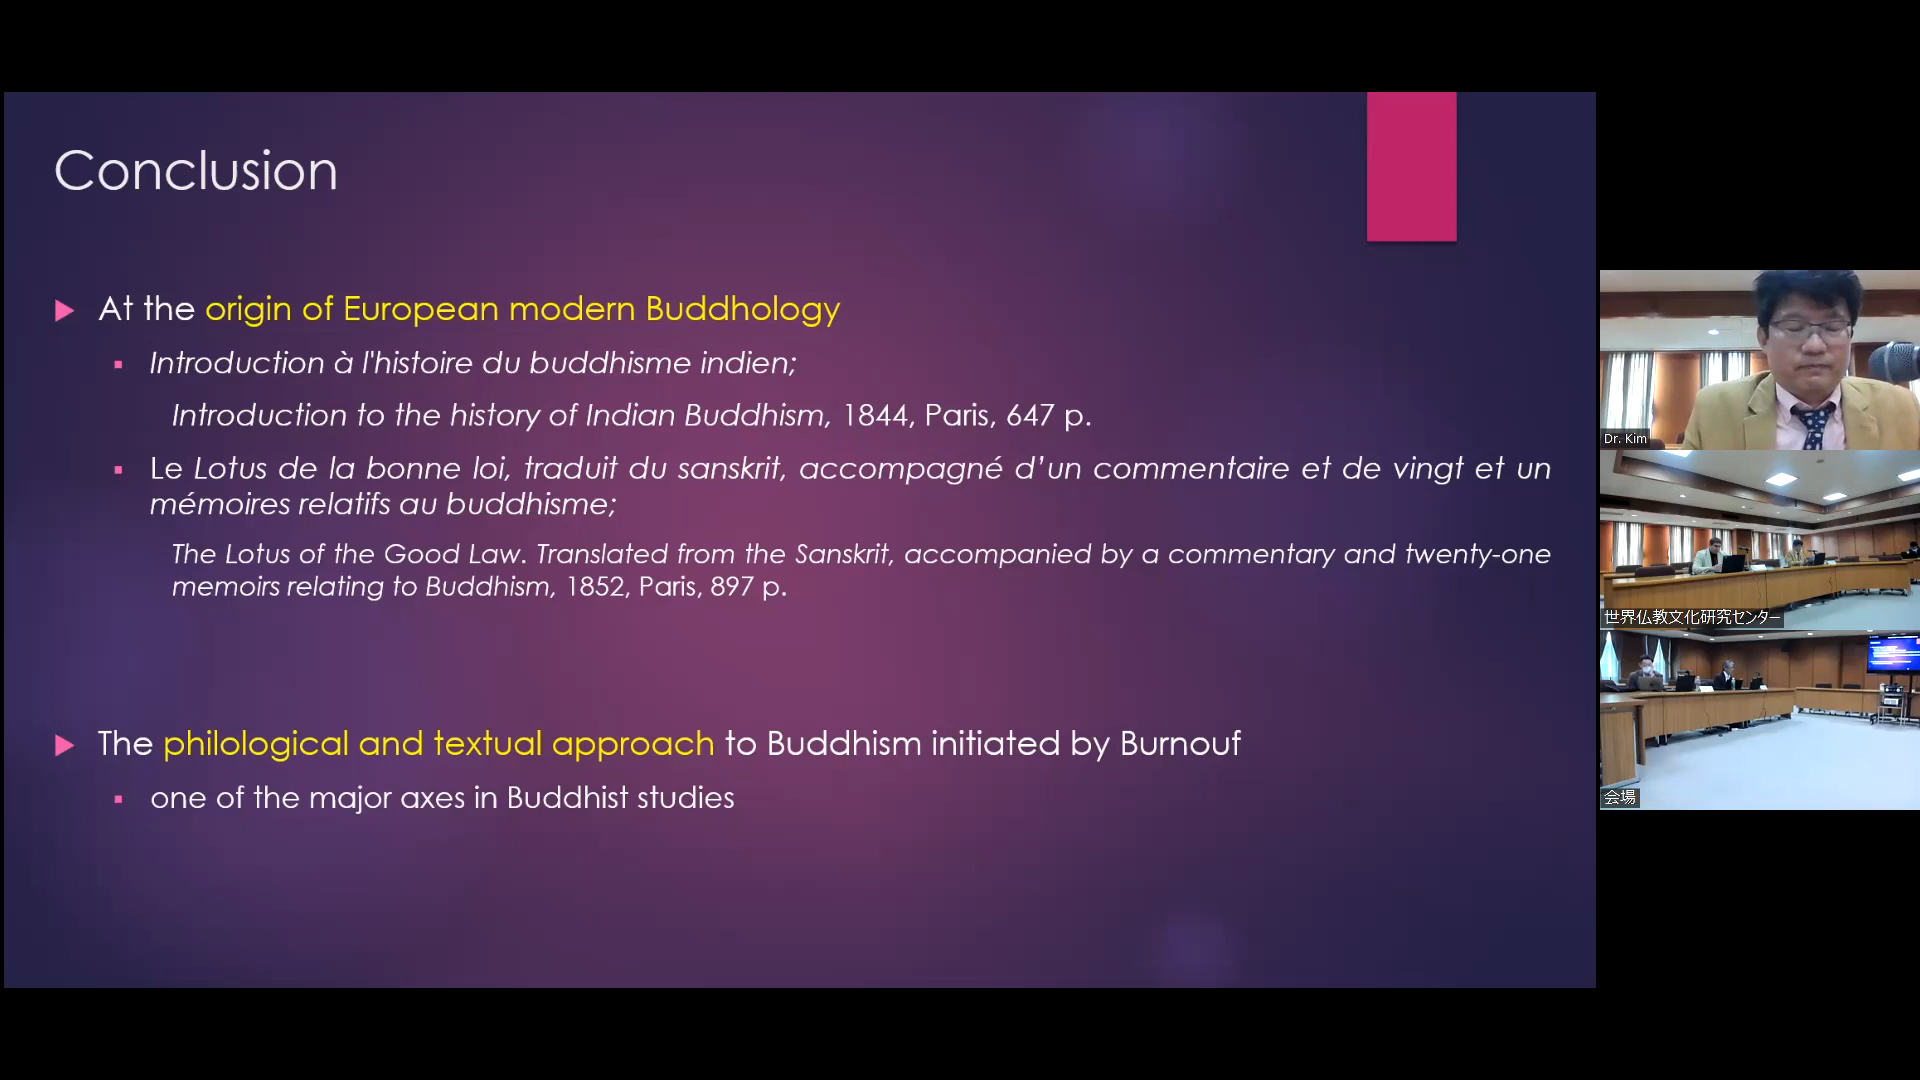 Conclusion
At the origin of European modern Buddhology
Introduction à l'histoire du buddhisme indien;
Introduction to the history of Indian Buddhism, 1844, Paris, 647 p.
Le Lotus de la bonne loi, traduit du sanskrit, accompagné d’un commentaire et de vingt et un
mémoires relatifs au buddhisme;
The Lotus of the Good Law. Translated from the Sanskrit, accompanied by a commentary and twenty-one
memoirs relating to Buddhism, 1852, Paris, 897 p.
The philological and textual approach to Buddhism initiated by Burnouf
one of the major axes in Buddhist studies
Dr. Kim
世界仏教文化研究センター
会場